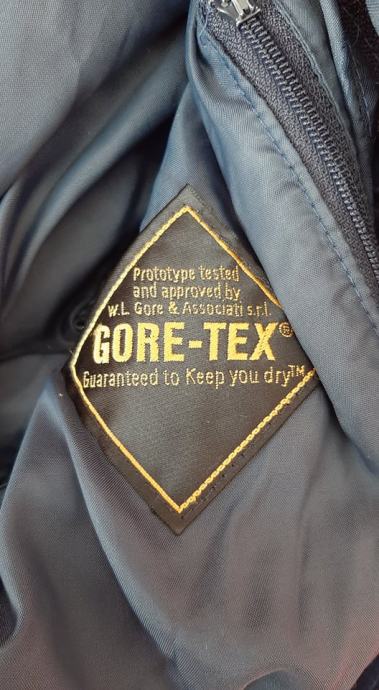 Prototype tested
and approved by
W.L. Gore & Associati s.r.l.
GORE-TEX®
Guaranteed to Keep you dry™